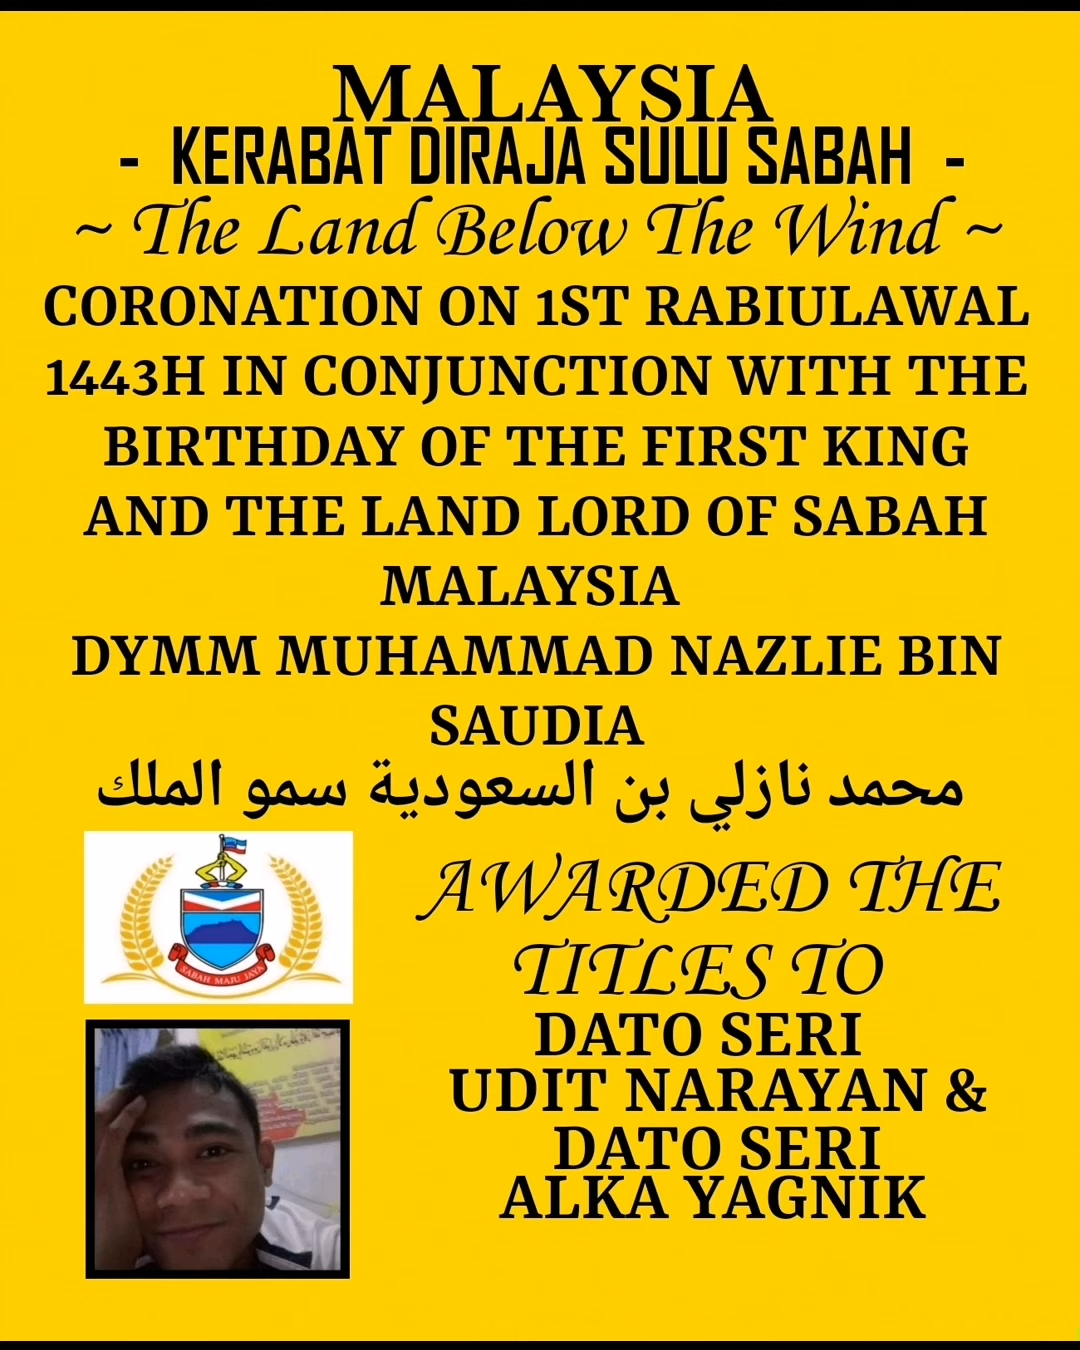 MALAYSIA
- KERABAT DIRAJA SULU SABAH -
~ The Land Below The Wind ~
CORONATION ON 1ST RABIULAWAL
1443H IN CONJUNCTION WITH THE
BIRTHDAY OF THE FIRST KING
AND THE LAND LORD OF SABAH
MALAYSIA
DYMM MUHAMMAD NAZLIE BIN
SAUDIA
محمد نازلي بن السعودية سمو الملك
SABAH MAJU JAYA
AWARDED THE
TITLES TO
DATO SERI
UDIT NARAYAN &
DATO SERI
ALKA YAGNIK